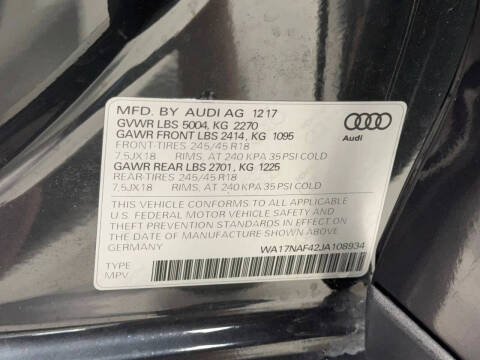 MFD. BY AUDI AG 12 17
GVWR LBS 5004, KG 2270
GAWR FRONT LBS 2414, KG 1095
FRONT-TIRES 245/45 R18
7.5JX18 RIMS, AT 240 KPA 35 PSI COLD
GAWR REAR LBS 2701, KG 1225
REAR-TIRES 245/45 R18
7.5JX18 RIMS, AT 240 KPA 35 PSI COLD
THIS VEHICLE CONFORMS TO ALL APPLICABLE
U.S. FEDERAL MOTOR VEHICLE SAFETY AND
THEFT PREVENTION STANDARDS IN EFFECT ON
THE DATE OF MANUFACTURE SHOWN ABOVE
GERMANY
WA17NAF42JA108934
TYPE
MPV
Audi